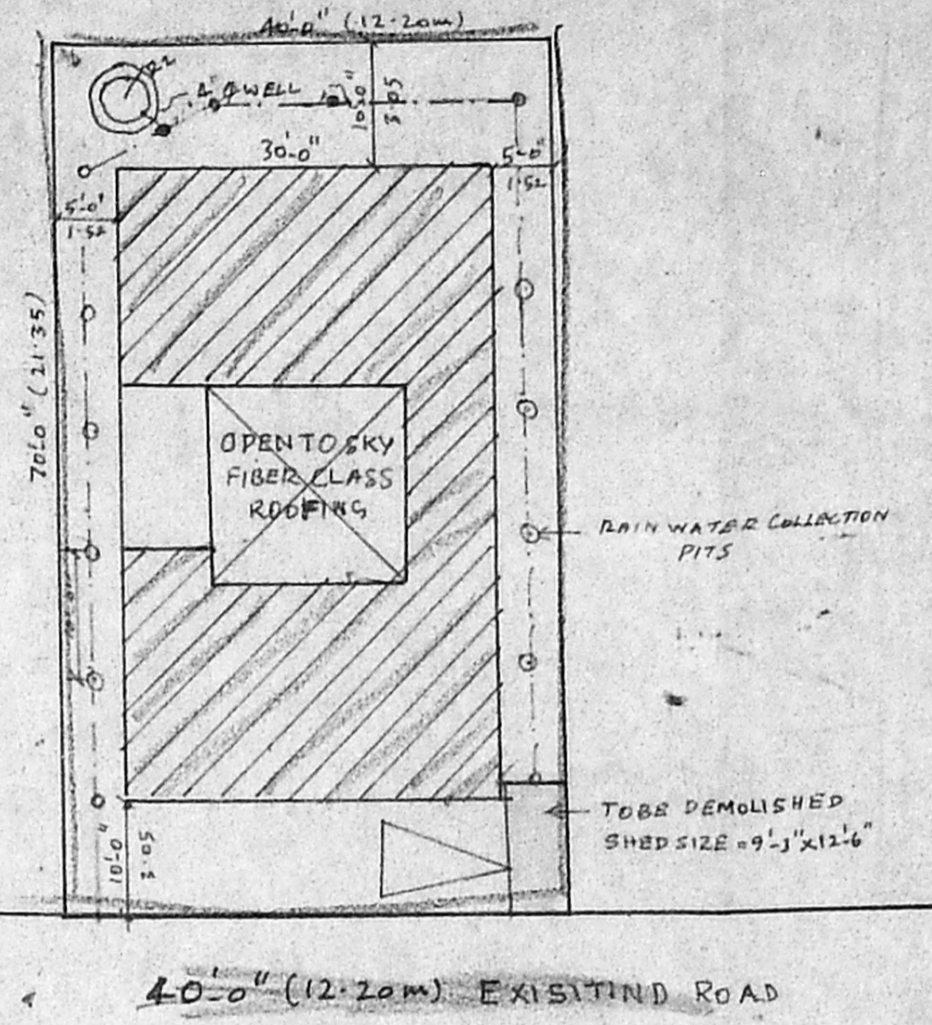 40'-0" (12.20m)
4' ϕ WELL
10'-0"
3.05
30'-0"
5'-0"
1.52
5'-0"
1.52
70'-0" (21.35)
OPEN TO SKY
FIBER CLASS
ROOFING
RAIN WATER COLLECTION
PITS
TOBE DEMOLISHED
SHED SIZE = 9'-3" X 12'-6"
10'-0"
3.05
40'-0" (12.20m) EXISITIND ROAD